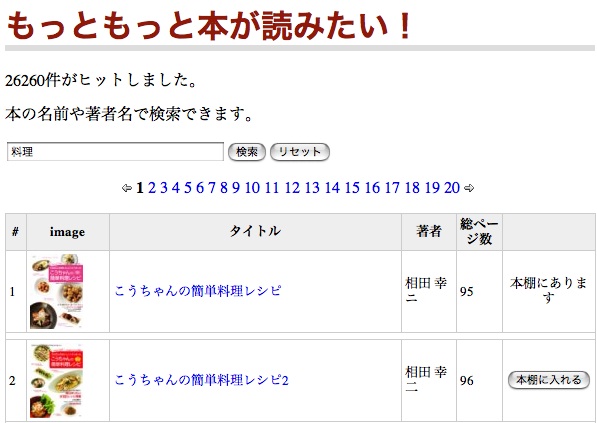 もっともっと本が読みたい！
26260件がヒットしました。
本の名前や著者名で検索できます。
料理 検索 リセット
⇦ 1 2 3 4 5 6 7 8 9 10 11 12 13 14 15 16 17 18 19 20 ⇨
# image タイトル 著者 総ペー
ジ数
1 こうちゃんの簡単料理レシピ 相田 幸
二 95 本棚にありま
す
2 こうちゃんの簡単料理レシピ2 相田 幸
二 96 本棚に入れる